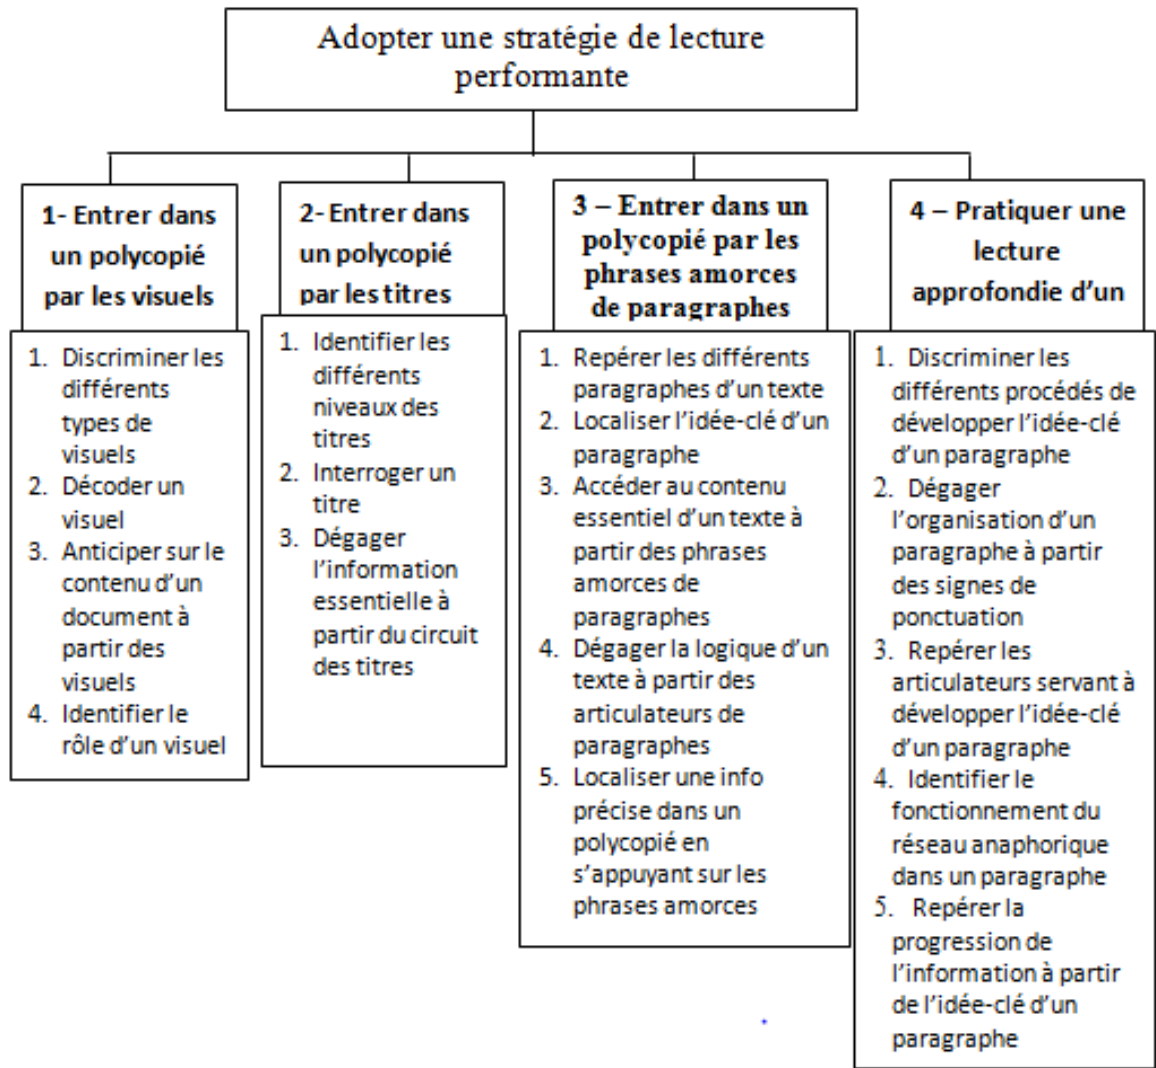 Adopter une stratégie de lecture
performante
1- Entrer dans
un polycopié
par les visuels
1. Discriminer les
différents
types de
visuels
2. Décoder un
visuel
3. Anticiper sur le
contenu d'un
document à
partir des
visuels
4. Identifier le
rôle d'un visuel
2- Entrer dans
un polycopié
par les titres
1. Identifier les
différents
niveaux des
titres
2. Interroger un
titre
3. Dégager
l'information
essentielle à
partir du circuit
des titres
3 – Entrer dans un
polycopié par les
phrases amorces
de paragraphes
1. Repérer les différents
paragraphes d'un texte
2. Localiser l'idée-clé d'un
paragraphe
3. Accéder au contenu
essentiel d'un texte à
partir des phrases
amorces de
paragraphes
4. Dégager la logique d'un
texte à partir des
articulateurs de
paragraphes
5. Localiser une info
précise dans un
polycopié en
s'appuyant sur les
phrases amorces
4 – Pratiquer une
lecture
approfondie d'un
1. Discriminer les
différents procédés de
développer l'idée-clé
d'un paragraphe
2. Dégager
l'organisation d'un
paragraphe à partir
des signes de
ponctuation
3. Repérer les
articulateurs servant à
développer l'idée-clé
d'un paragraphe
4. Identifier le
fonctionnement du
réseau anaphorique
dans un paragraphe
5. Repérer la
progression de
l'information à partir
de l'idée-clé d'un
paragraphe